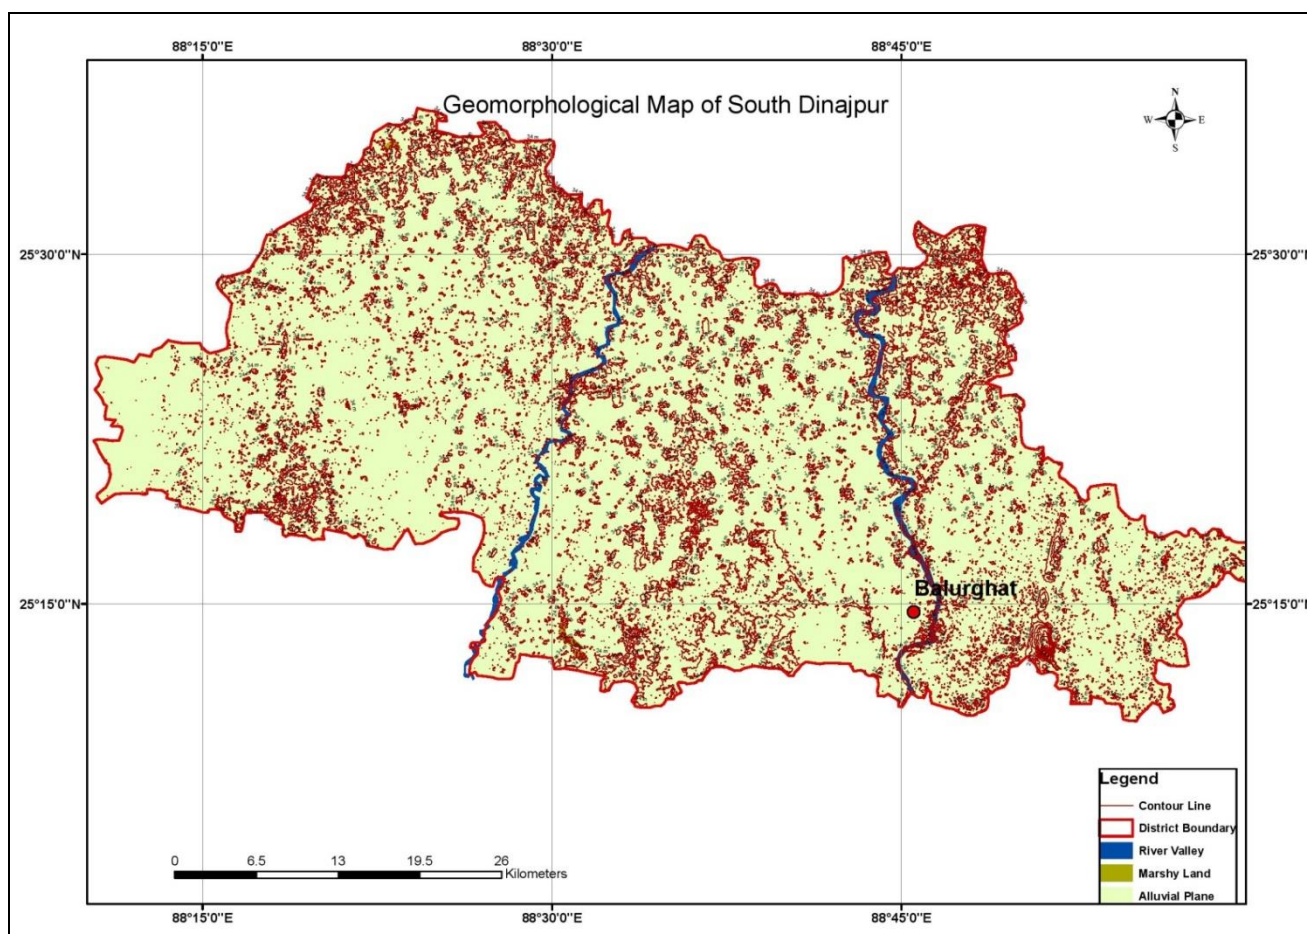 88°15'0"E 88°30'0"E 88°45'0"E
Geomorphological Map of South Dinajpur
N
W E
S
25°30'0"N 25°30'0"N
Balurghat
25°15'0"N 25°15'0"N
Legend
Contour Line
District Boundary
River Valley
Marshy Land
Alluvial Plane
0 6.5 13 19.5 26
Kilometers
88°15'0"E 88°30'0"E 88°45'0"E